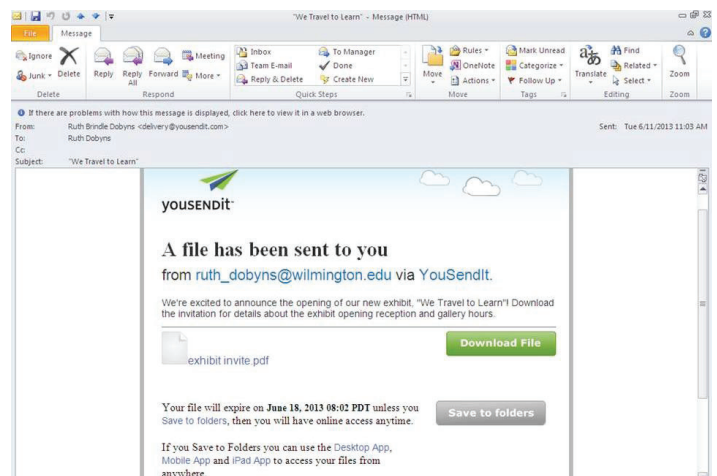 "We Travel to Learn" - Message (HTML)
File
Message
Ignore
Junk
Delete
Reply
Reply All
Forward
Meeting
More
Inbox
Team E-mail
Reply & Delete
To Manager
Done
Create New
Move
Rules
OneNote
Actions
Mark Unread
Categorize
Follow Up
Translate
Find
Related
Select
Zoom
Delete
Respond
Quick Steps
Move
Tags
Editing
Zoom
If there are problems with how this message is displayed, click here to view it in a web browser.
From: Ruth Brindle Dobyns <delivery@yousendit.com>
Sent: Tue 6/11/2013 11:03 AM
To: Ruth Dobyns
Cc:
Subject: "We Travel to Learn"
YOUSENDIT
A file has been sent to you
from ruth_dobyns@wilmington.edu via YouSendIt.
We're excited to announce the opening of our new exhibit, "We Travel to Learn"! Download
the invitation for details about the exhibit opening reception and gallery hours.
exhibit invite.pdf
Download File
Your file will expire on June 18, 2013 08:02 PDT unless you
Save to folders, then you will have online access anytime.
Save to folders
If you Save to Folders you can use the Desktop App,
Mobile App and iPad App to access your files from
anywhere.